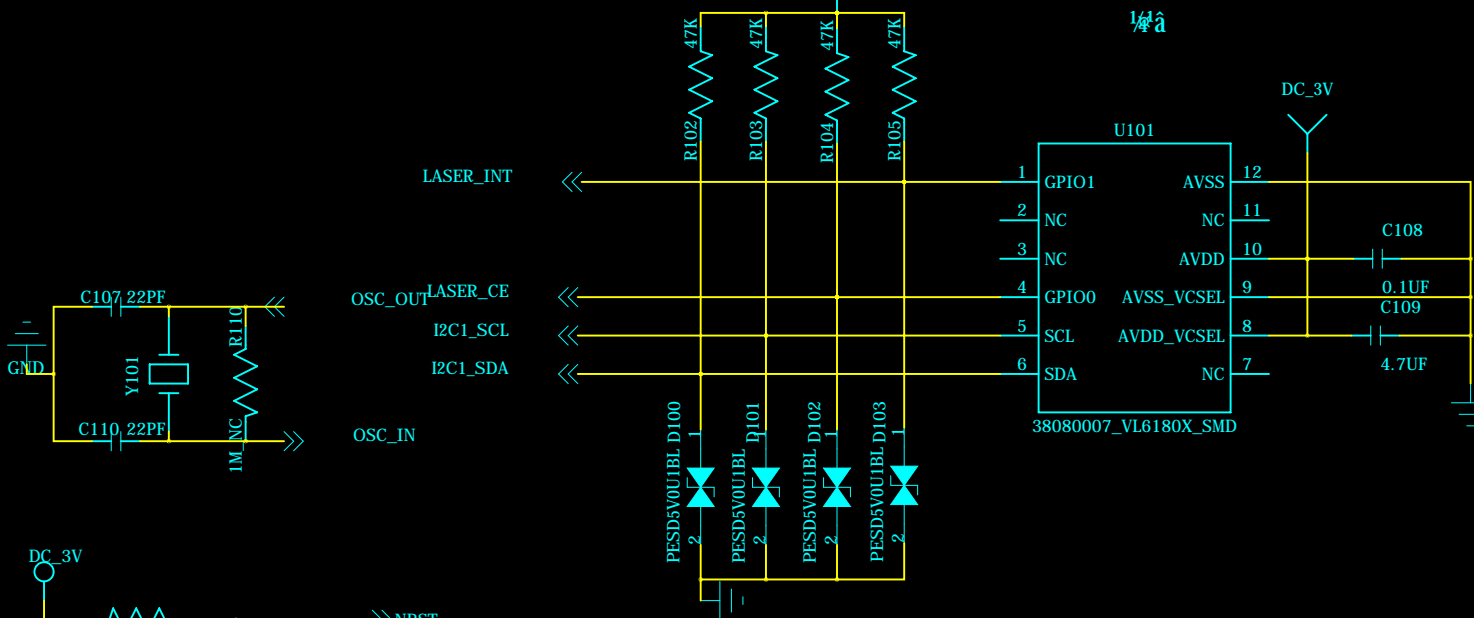 47K
47K
47K
47K
R102
R103
R104
R105
DC_3V
U101
LASER_INT
1
GPIO1
AVSS
12
2
NC
NC
11
3
NC
AVDD
10
C108
0.1UF
LASER_CE
4
GPIO0
AVSS_VCSEL
9
C109
I2C1_SCL
5
SCL
AVDD_VCSEL
8
4.7UF
I2C1_SDA
6
SDA
NC
7
38080007_VL6180X_SMD
C107 22PF
OSC_OUT
R110
GND
Y101
C110 22PF
1M_NC
OSC_IN
PESD5V0U1BL D100
1
2
PESD5V0U1BL D101
1
2
PESD5V0U1BL D102
1
2
PESD5V0U1BL D103
1
2
DC_3V